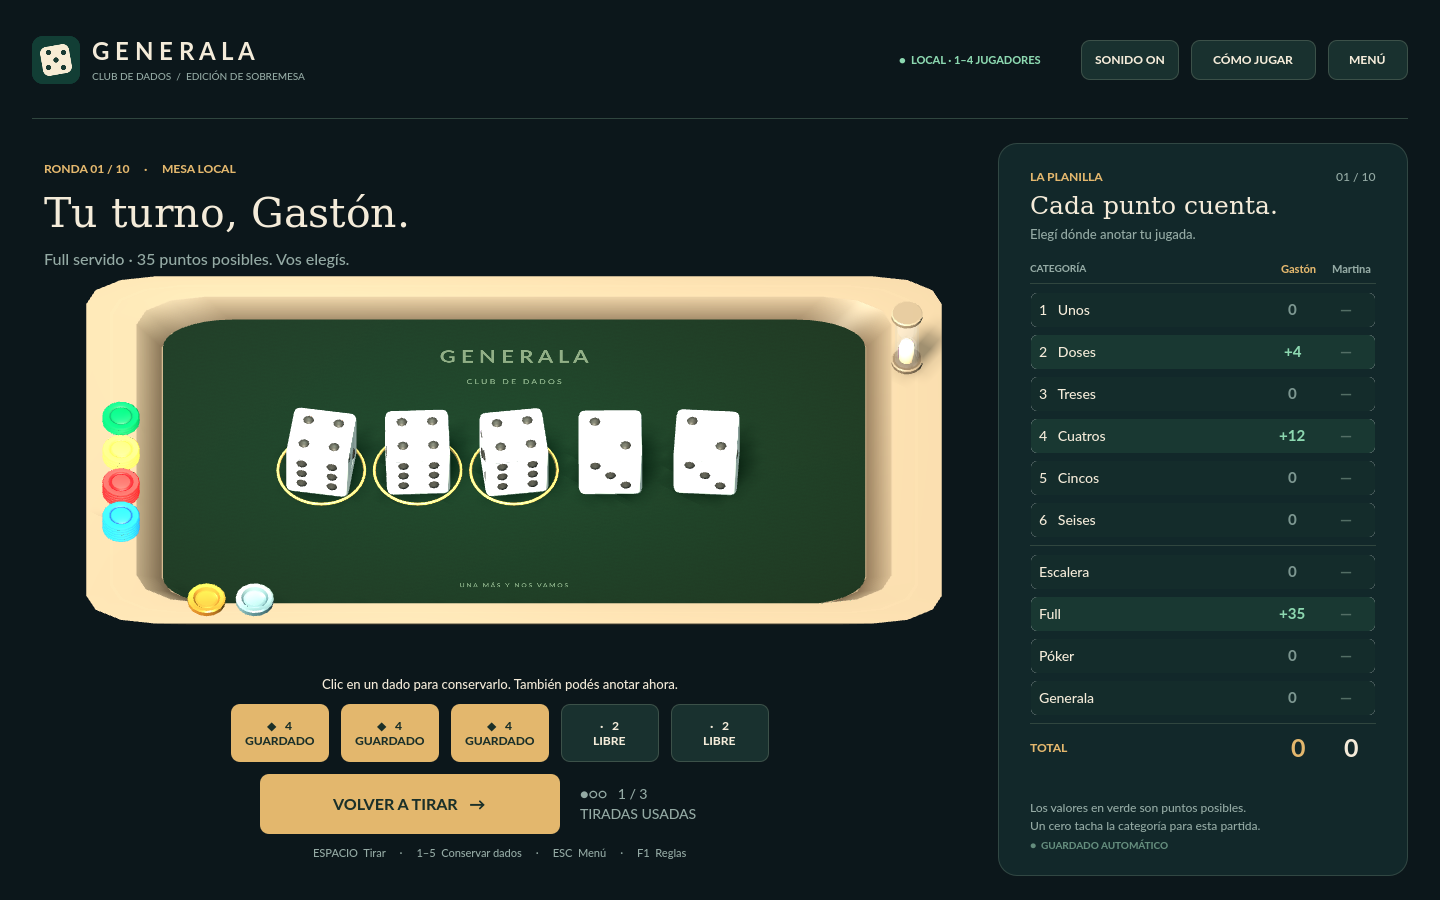 GENERALA
CLUB DE DADOS / EDICIÓN DE SOBREMESA
● LOCAL · 1–4 JUGADORES
SONIDO ON
CÓMO JUGAR
MENÚ
RONDA 01 / 10 · MESA LOCAL
Tu turno, Gastón.
Full servido · 35 puntos posibles. Vos elegís.
GENERALA
CLUB DE DADOS
UNA MÁS Y NOS VAMOS
Clic en un dado para conservarlo. También podés anotar ahora.
◆ 4
GUARDADO
◆ 4
GUARDADO
◆ 4
GUARDADO
· 2
LIBRE
· 2
LIBRE
VOLVER A TIRAR →
●○○ 1 / 3
TIRADAS USADAS
ESPACIO Tirar · 1–5 Conservar dados · ESC Menú · F1 Reglas
LA PLANILLA 01 / 10
Cada punto cuenta.
Elegí dónde anotar tu jugada.
CATEGORÍA Gastón Martina
1 Unos 0 —
2 Doses +4 —
3 Treses 0 —
4 Cuatros +12 —
5 Cincos 0 —
6 Seises 0 —
Escalera 0 —
Full +35 —
Póker 0 —
Generala 0 —
TOTAL 0 0
Los valores en verde son puntos posibles.
Un cero tacha la categoría para esta partida.
● GUARDADO AUTOMÁTICO